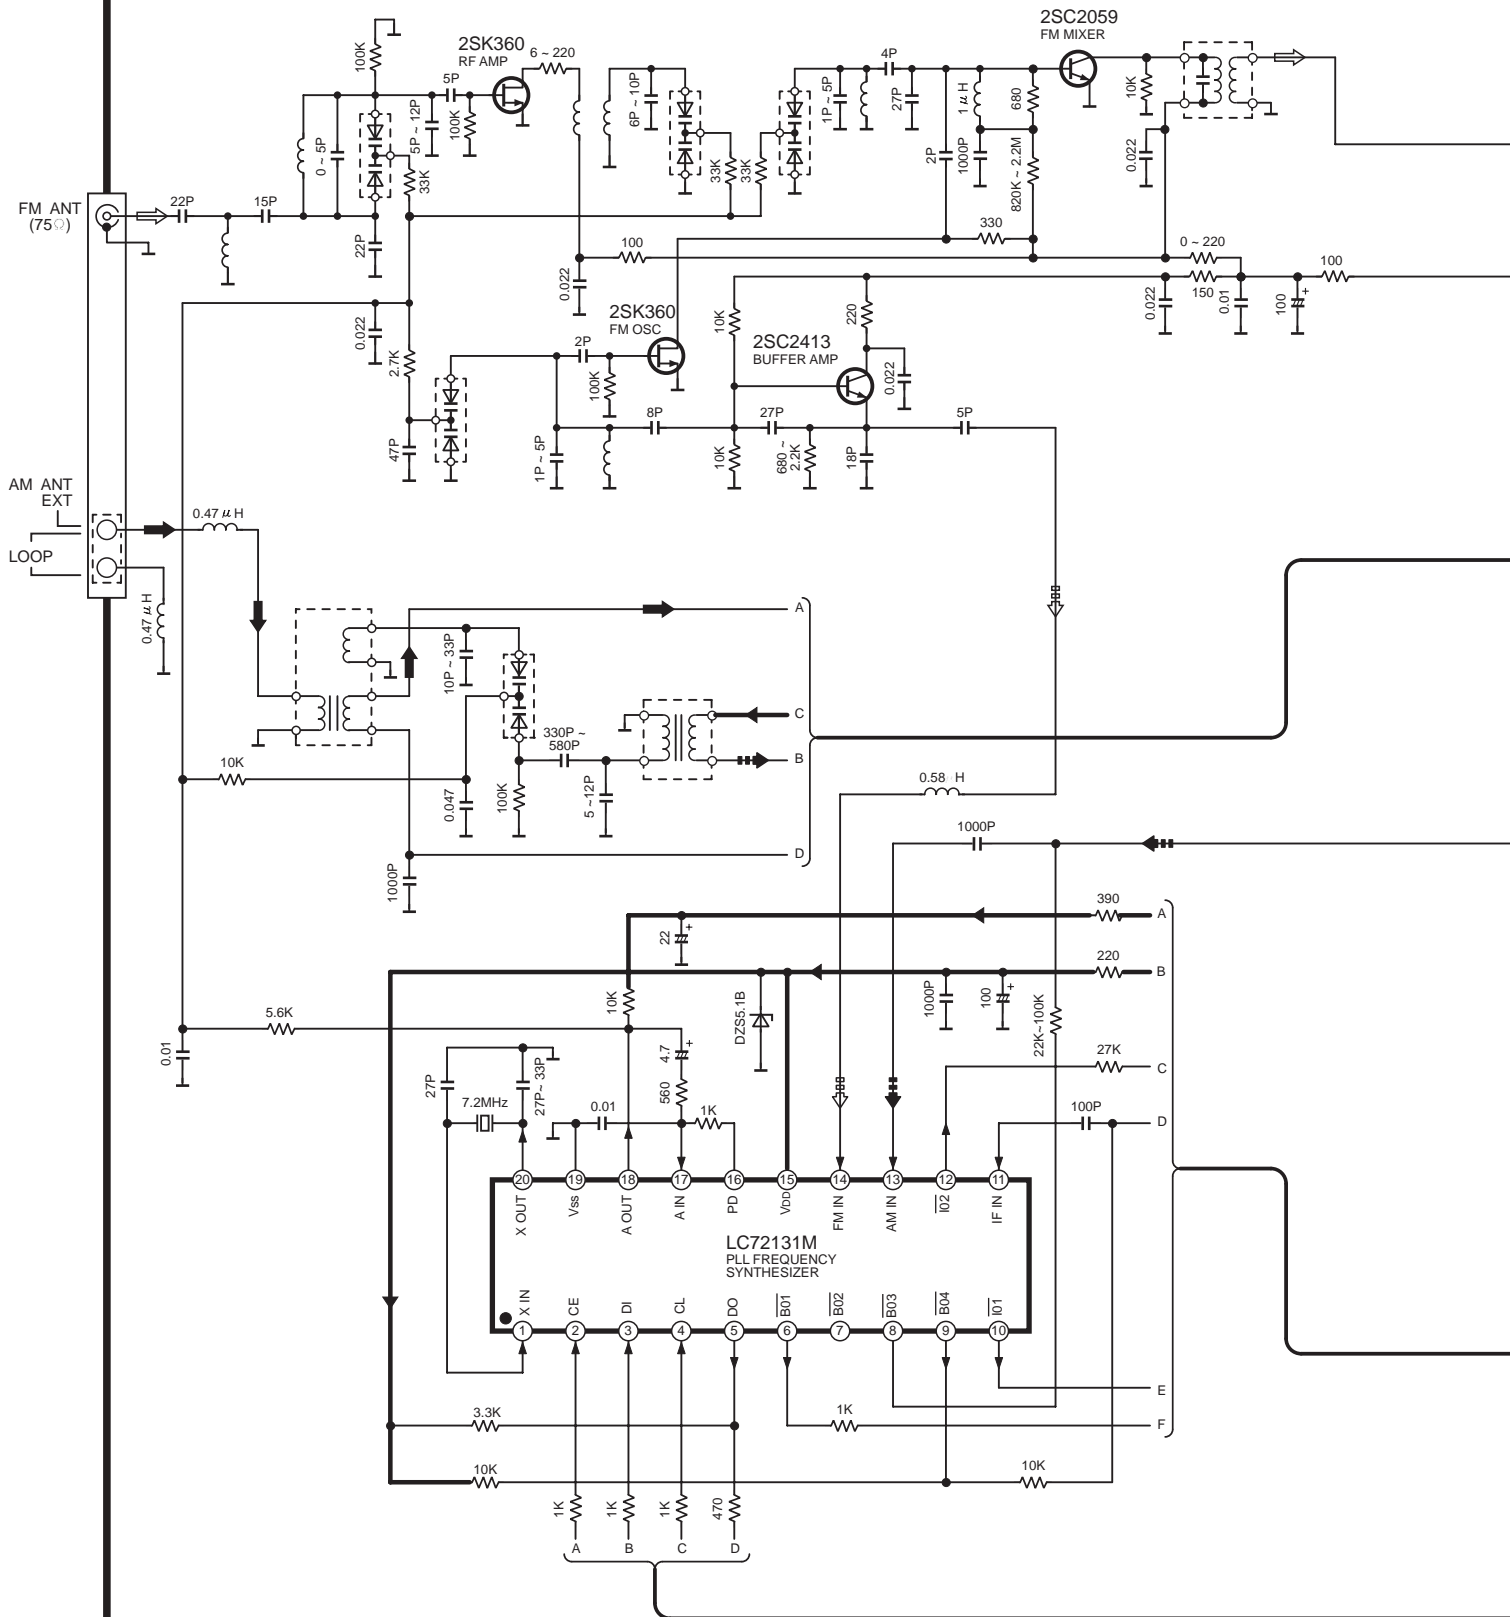 2SC2059
FM MIXER
2SK360
RF AMP
6 ~ 220
100K
5P
4P
0 ~ 5P
5P ~ 12P
100K
33K
6P ~ 10P
33K
33K
1P ~ 5P
27P
2P
1 μ H
1000P
680
820K ~ 2.2M
10K
0.022
FM ANT
(75Ω)
22P
15P
22P
330
100
0 ~ 220
150
100
0.022
0.022
0.01
100
+
0.022
2.7K
47P
2SK360
FM OSC
2P
100K
10K
220
2SC2413
BUFFER AMP
0.022
8P
27P
5P
1P ~ 5P
10K
680 ~
2.2K
18P
AM ANT
EXT
LOOP
0.47 μ H
0.47 μ H
A
10P ~ 33P
C
330P ~
580P
B
10K
0.047
100K
5 ~12P
0.58 H
1000P
D
1000P
390
A
22
+
220
B
10K
DZS5.1B
1000P
100
+
22K~100K
5.6K
0.01
4.7
+
560
27K
C
27P
27P~ 33P
7.2MHz
0.01
1K
100P
D
20
19
18
17
16
15
14
13
12
11
X OUT
Vss
A OUT
A IN
PD
VDD
FM IN
AM IN
I02
IF IN
LC72131M
PLL FREQUENCY
SYNTHESIZER
X IN
CE
DI
CL
DO
B01
B02
B03
B04
I01
1
2
3
4
5
6
7
8
9
10
E
3.3K
1K
F
10K
10K
1K
1K
1K
470
A
B
C
D